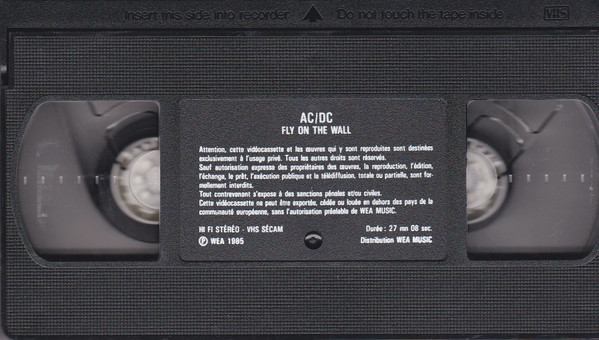 Insert this side into recorder ▲ Do not touch the tape inside VHS
AC/DC
FLY ON THE WALL
Attention, cette vidéocassette et les œuvres qui y sont reproduites sont destinées
exclusivement à l'usage privé. Tous les autres droits sont réservés.
Sauf autorisation expresse des propriétaires des œuvres, la reproduction, l'édition,
l'échange, le prêt, l'exécution publique et la télédiffusion, totale ou partielle, sont for-
mellement interdits.
Tout contrevenant s'expose à des sanctions pénales et/ou civiles.
Cette vidéocassette ne peut être exportée, cédée ou louée en dehors des pays de la
communauté européenne, sans l'autorisation préalable de WEA MUSIC.
HI FI STÉRÉO - VHS SÉCAM Durée : 27 mn 08 sec.
Ⓟ WEA 1985 Distribution WEA MUSIC